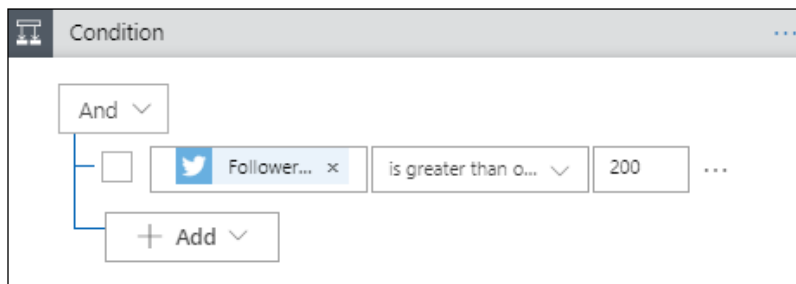 Condition
And
Follower... × is greater than o... 200
+ Add